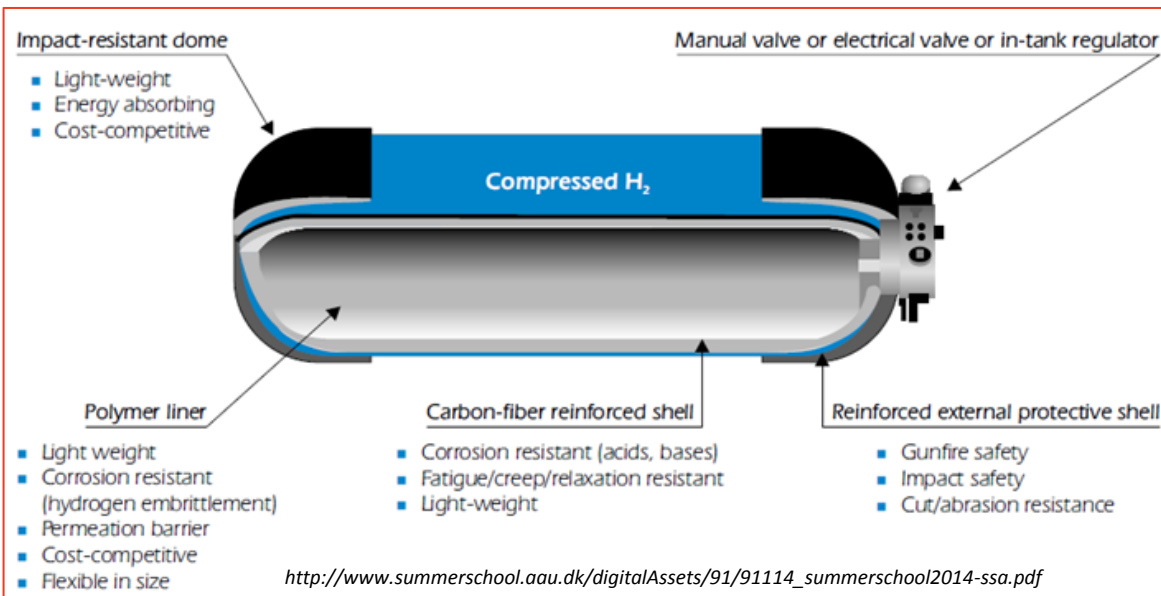 Impact-resistant dome
Light-weight
Energy absorbing
Cost-competitive
Manual valve or electrical valve or in-tank regulator
Compressed H₂
Polymer liner
Light weight
Corrosion resistant
(hydrogen embrittlement)
Permeation barrier
Cost-competitive
Flexible in size
Carbon-fiber reinforced shell
Corrosion resistant (acids, bases)
Fatigue/creep/relaxation resistant
Light-weight
Reinforced external protective shell
Gunfire safety
Impact safety
Cut/abrasion resistance
http://www.summerschool.aau.dk/digitalAssets/91/91114_summerschool2014-ssa.pdf